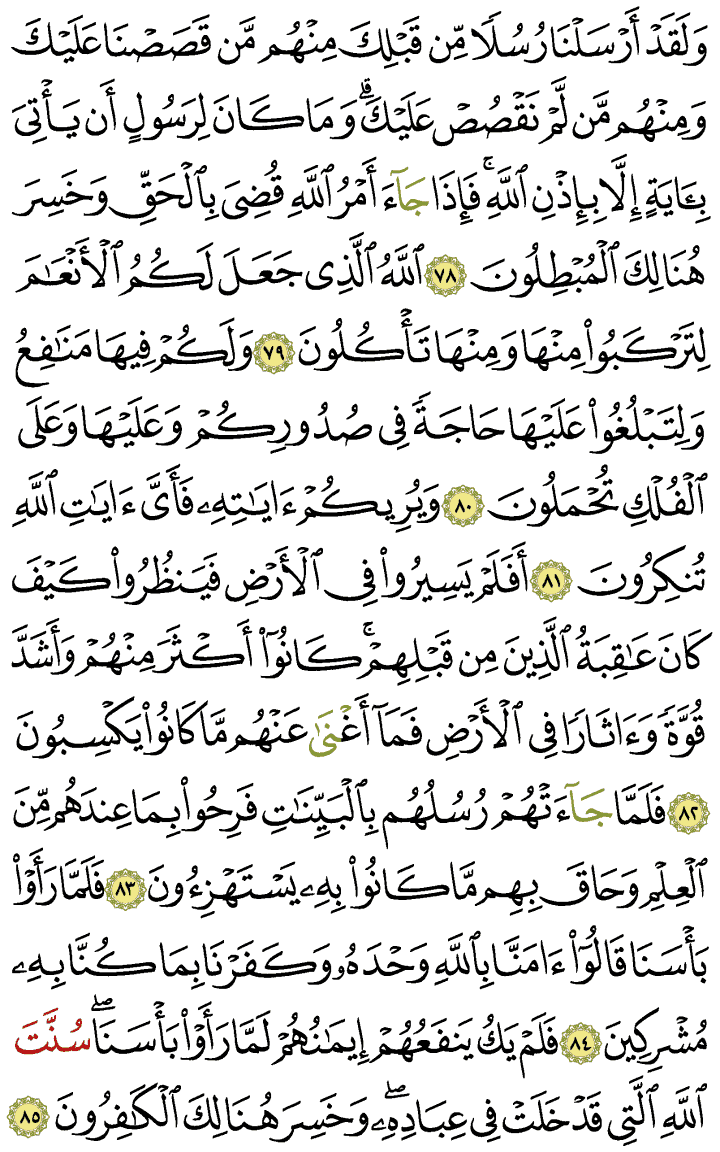 وَلَقَدْ أَرْسَلْنَا رُسُلًا مِّن قَبْلِكَ مِنْهُم مَّن قَصَصْنَا عَلَيْكَ
وَمِنْهُم مَّن لَّمْ نَقْصُصْ عَلَيْكَ ۗ وَمَا كَانَ لِرَسُولٍ أَن يَأْتِىَ
بِـَٔايَةٍ إِلَّا بِإِذْنِ ٱللَّهِ ۚ فَإِذَا جَآءَ أَمْرُ ٱللَّهِ قُضِىَ بِٱلْحَقِّ وَخَسِرَ
هُنَالِكَ ٱلْمُبْطِلُونَ ٧٨ ٱللَّهُ ٱلَّذِى جَعَلَ لَكُمُ ٱلْأَنْعَٰمَ
لِتَرْكَبُوا۟ مِنْهَا وَمِنْهَا تَأْكُلُونَ ٧٩ وَلَكُمْ فِيهَا مَنَٰفِعُ
وَلِتَبْلُغُوا۟ عَلَيْهَا حَاجَةً فِى صُدُورِكُمْ وَعَلَيْهَا وَعَلَى
ٱلْفُلْكِ تُحْمَلُونَ ٨٠ وَيُرِيكُمْ ءَايَٰتِهِۦ فَأَىَّ ءَايَٰتِ ٱللَّهِ
تُنكِرُونَ ٨١ أَفَلَمْ يَسِيرُوا۟ فِى ٱلْأَرْضِ فَيَنظُرُوا۟ كَيْفَ
كَانَ عَٰقِبَةُ ٱلَّذِينَ مِن قَبْلِهِمْ ۚ كَانُوٓا۟ أَكْثَرَ مِنْهُمْ وَأَشَدَّ
قُوَّةً وَءَاثَارًا فِى ٱلْأَرْضِ فَمَآ أَغْنَىٰ عَنْهُم مَّا كَانُوا۟ يَكْسِبُونَ
٨٢ فَلَمَّا جَآءَتْهُمْ رُسُلُهُم بِٱلْبَيِّنَٰتِ فَرِحُوا۟ بِمَا عِندَهُم مِّنَ
ٱلْعِلْمِ وَحَاقَ بِهِم مَّا كَانُوا۟ بِهِۦ يَسْتَهْزِءُونَ ٨٣ فَلَمَّا رَأَوْا۟
بَأْسَنَا قَالُوٓا۟ ءَامَنَّا بِٱللَّهِ وَحْدَهُۥ وَكَفَرْنَا بِمَا كُنَّا بِهِۦ
مُشْرِكِينَ ٨٤ فَلَمْ يَكُ يَنفَعُهُمْ إِيمَٰنُهُمْ لَمَّا رَأَوْا۟ بَأْسَنَا ۖ سُنَّتَ
ٱللَّهِ ٱلَّتِى قَدْ خَلَتْ فِى عِبَادِهِۦ ۖ وَخَسِرَ هُنَالِكَ ٱلْكَٰفِرُونَ ٨٥